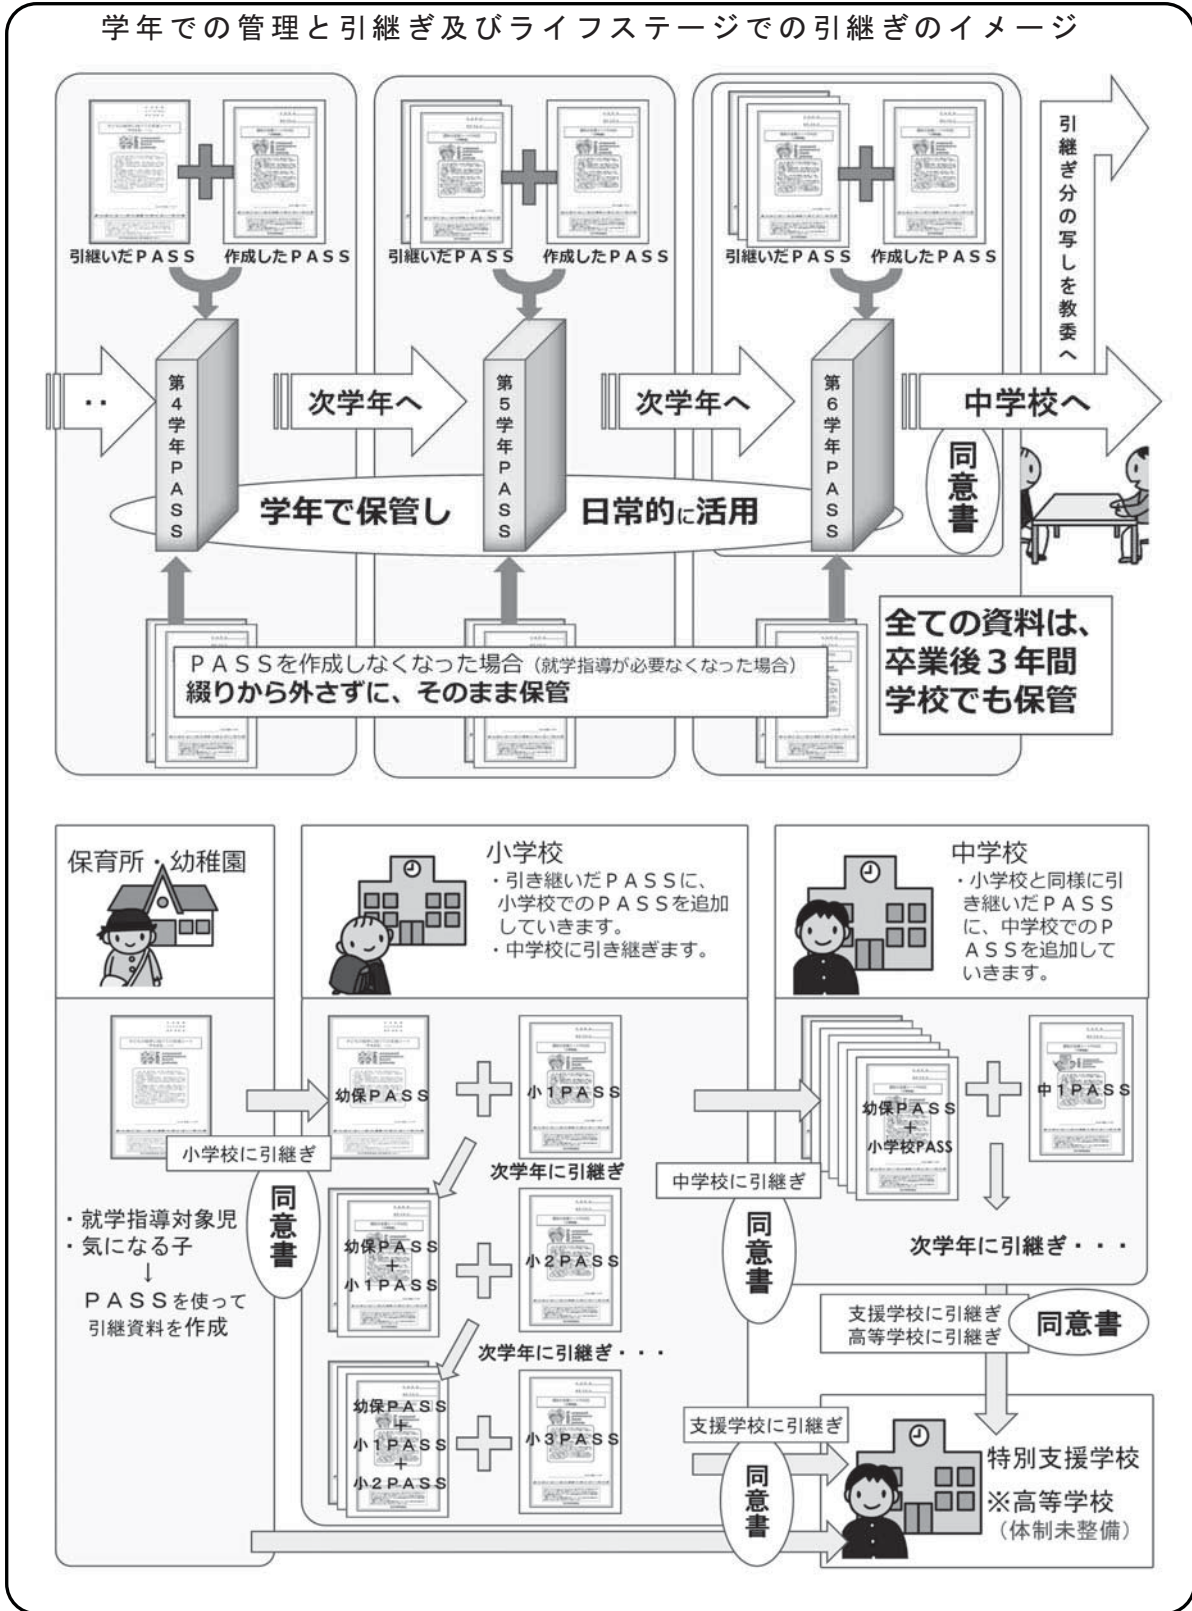 学年での管理と引継ぎ及びライフステージでの引継ぎのイメージ
引継いだＰＡＳＳ
作成したＰＡＳＳ
引継いだＰＡＳＳ
作成したＰＡＳＳ
引継いだＰＡＳＳ
作成したＰＡＳＳ
引継ぎ分の写しを教委へ
・・
第４学年ＰＡＳＳ
次学年へ
第５学年ＰＡＳＳ
次学年へ
第６学年ＰＡＳＳ
中学校へ
同意書
学年で保管し
日常的に活用
ＰＡＳＳを作成しなくなった場合（就学指導が必要なくなった場合）
綴りから外さずに、そのまま保管
全ての資料は、
卒業後３年間
学校でも保管
保育所・幼稚園
小学校
・引き継いだＰＡＳＳに、
小学校でのＰＡＳＳを追加
していきます。
・中学校に引き継ぎます。
中学校
・小学校と同様に引
き継いだＰＡＳＳ
に、中学校でのＰ
ＡＳＳを追加して
いきます。
幼保ＰＡＳＳ
小１ＰＡＳＳ
幼保ＰＡＳＳ
＋
小学校PASS
中１ＰＡＳＳ
小学校に引継ぎ
同意書
次学年に引継ぎ
中学校に引継ぎ
同意書
・就学指導対象児
・気になる子
↓
ＰＡＳＳを使って
引継資料を作成
幼保ＰＡＳＳ
＋
小１ＰＡＳＳ
小２ＰＡＳＳ
次学年に引継ぎ・・・
次学年に引継ぎ・・・
支援学校に引継ぎ
高等学校に引継ぎ
同意書
幼保ＰＡＳＳ
＋
小１ＰＡＳＳ
＋
小２ＰＡＳＳ
小３ＰＡＳＳ
支援学校に引継ぎ
同意書
特別支援学校
※高等学校
（体制未整備）